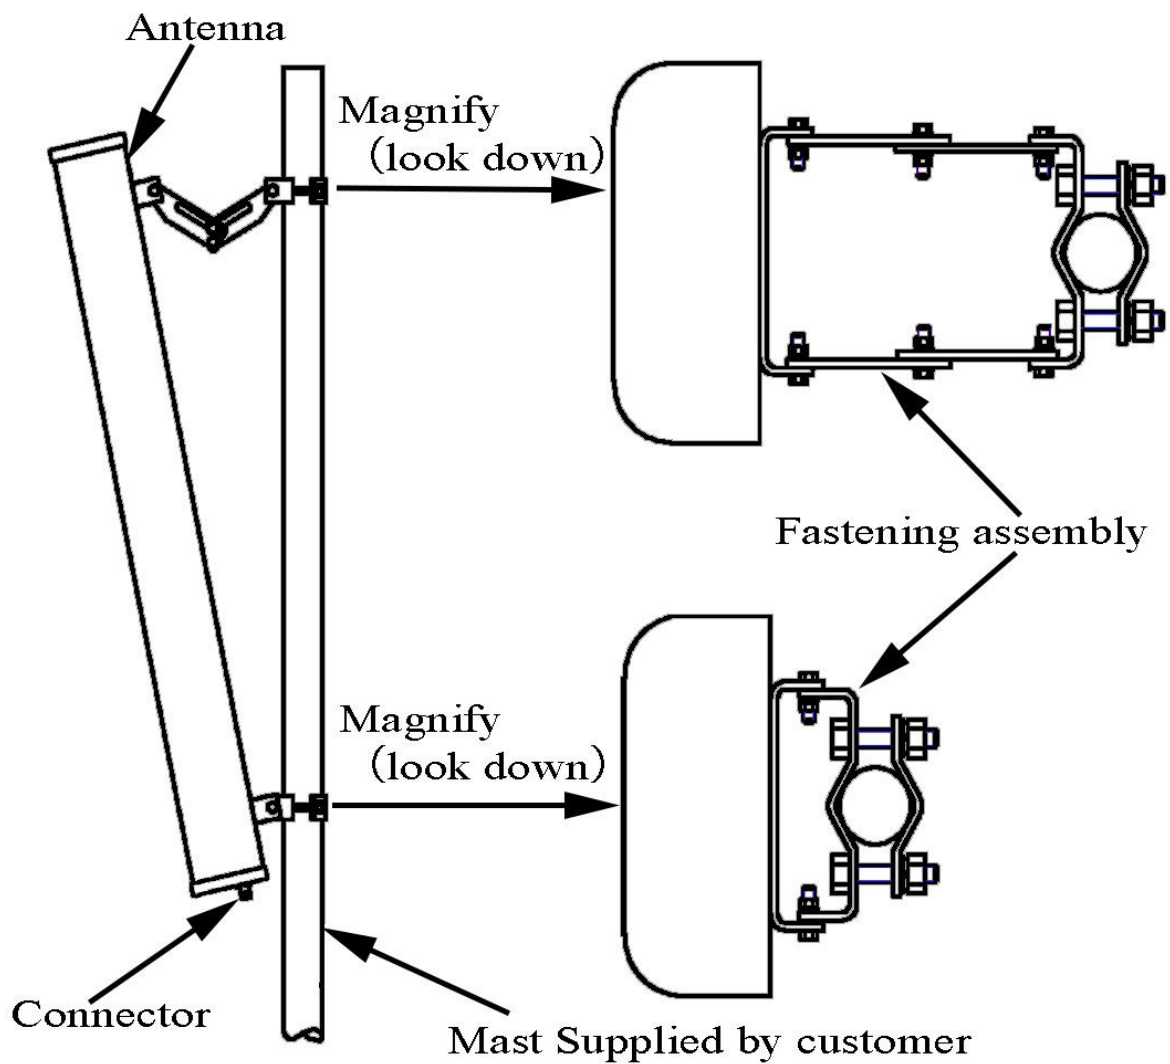 Antenna
Magnify
（look down）
Fastening assembly
Magnify
（look down）
Connector
Mast Supplied by customer